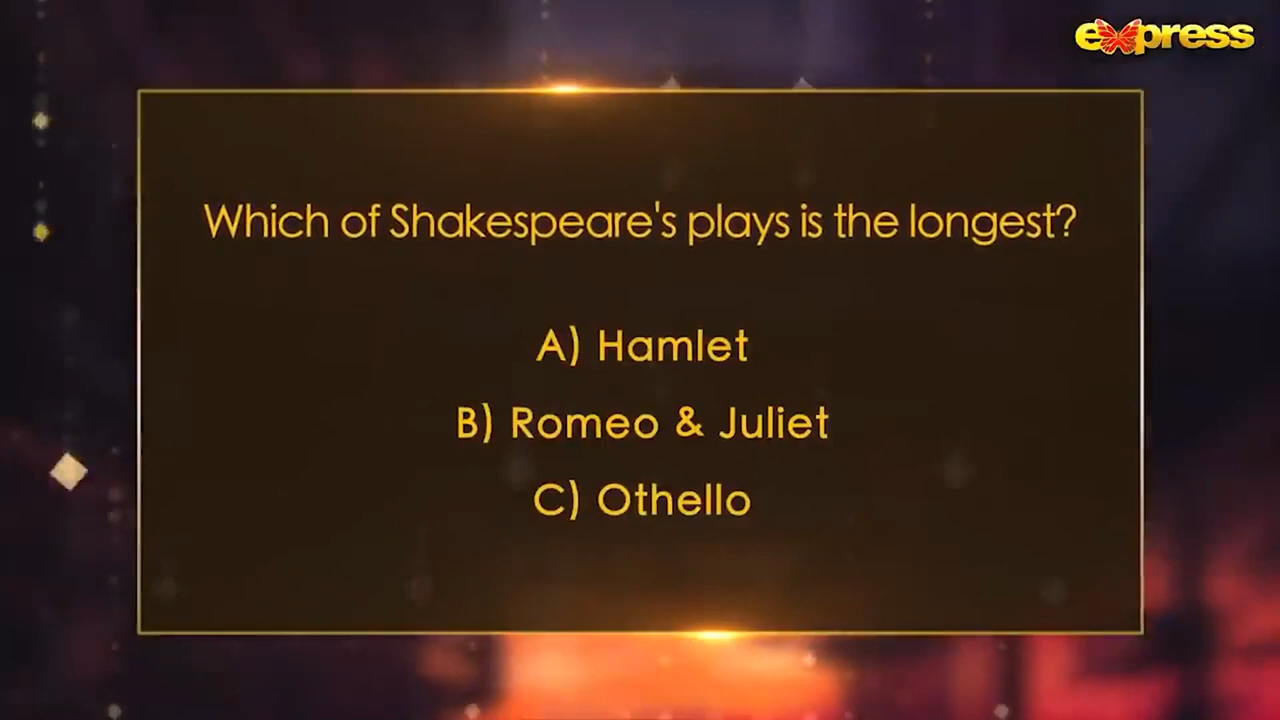 express
Which of Shakespeare's plays is the longest?
A) Hamlet
B) Romeo & Juliet
C) Othello